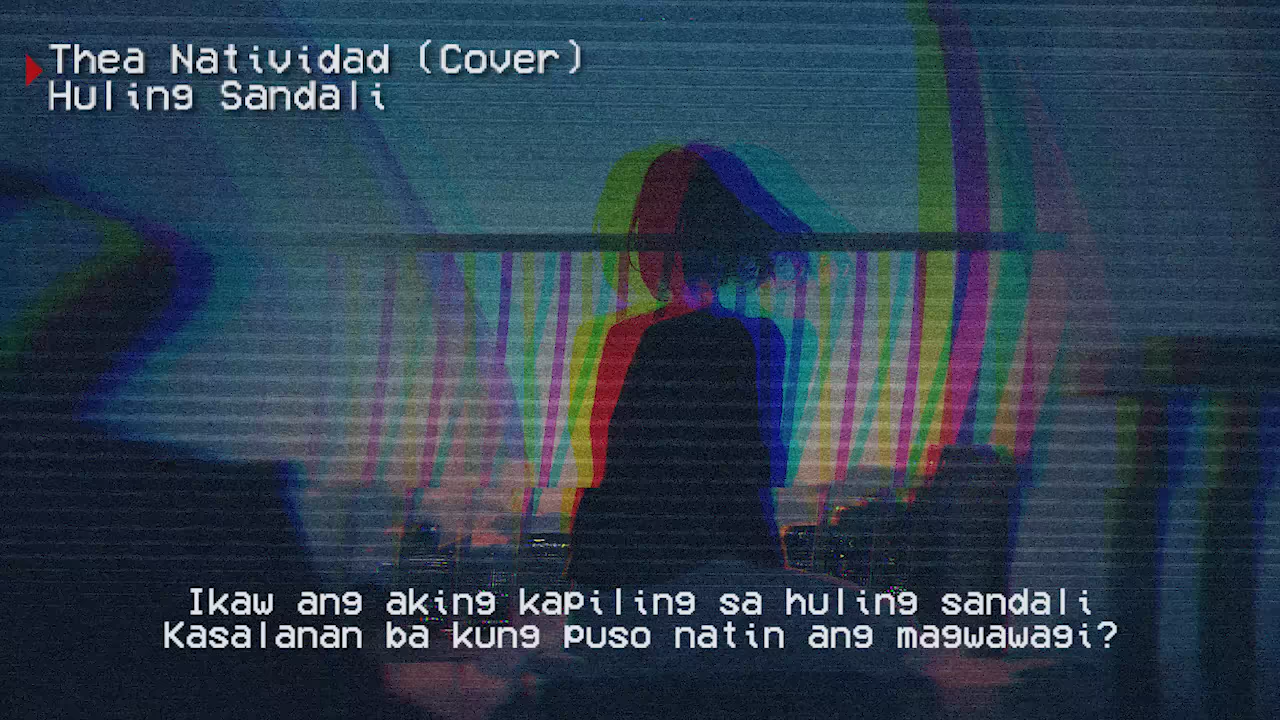 Thea Natividad (Cover)
Huling Sandali
Ikaw ang aking kapiling sa huling sandali
Kasalanan ba kung puso natin ang magwawagi?